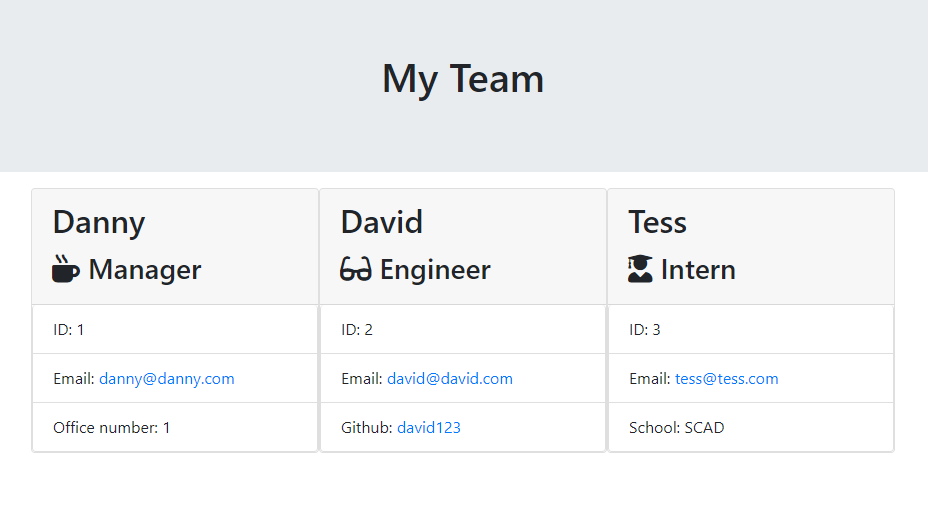 My Team
Danny
Manager
ID: 1
Email: danny@danny.com
Office number: 1
David
Engineer
ID: 2
Email: david@david.com
Github: david123
Tess
Intern
ID: 3
Email: tess@tess.com
School: SCAD